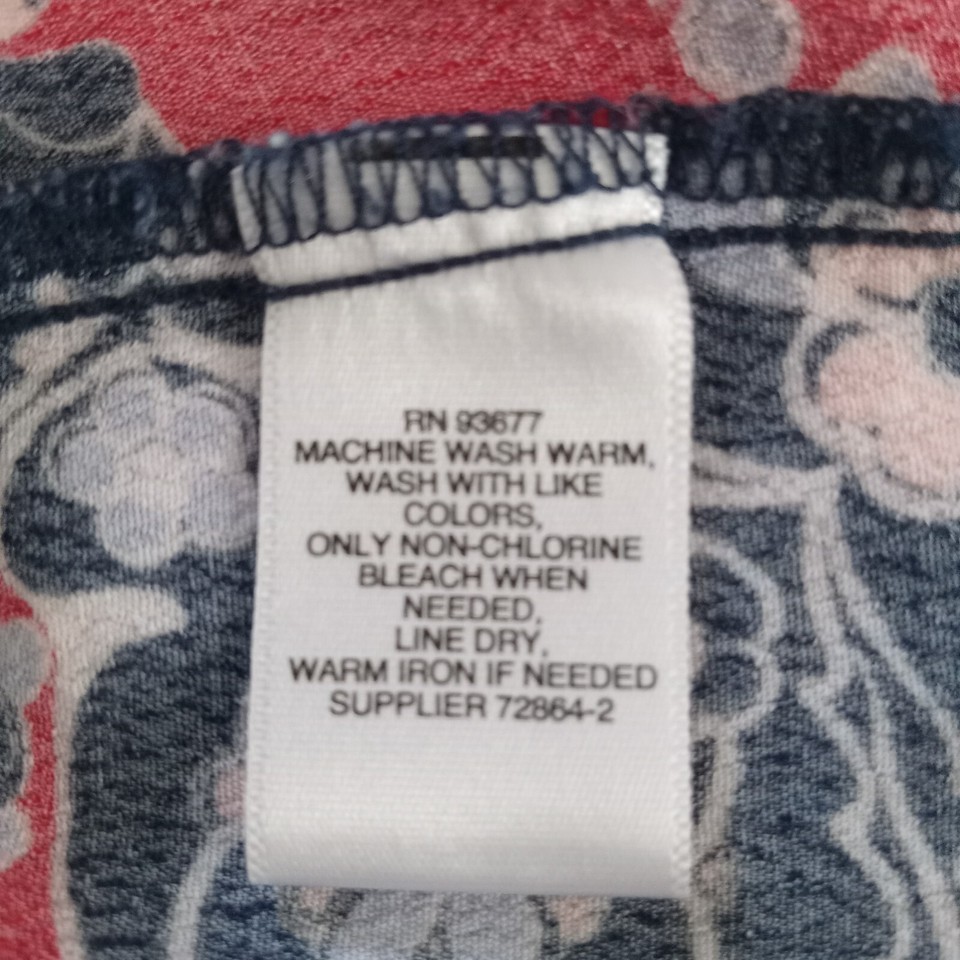 RN 93677
MACHINE WASH WARM,
WASH WITH LIKE
COLORS,
ONLY NON-CHLORINE
BLEACH WHEN
NEEDED,
LINE DRY,
WARM IRON IF NEEDED
SUPPLIER 72864-2